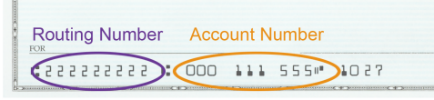 Routing Number Account Number
FOR
⑆222222222⑆ 000 111 555⑈ 1027